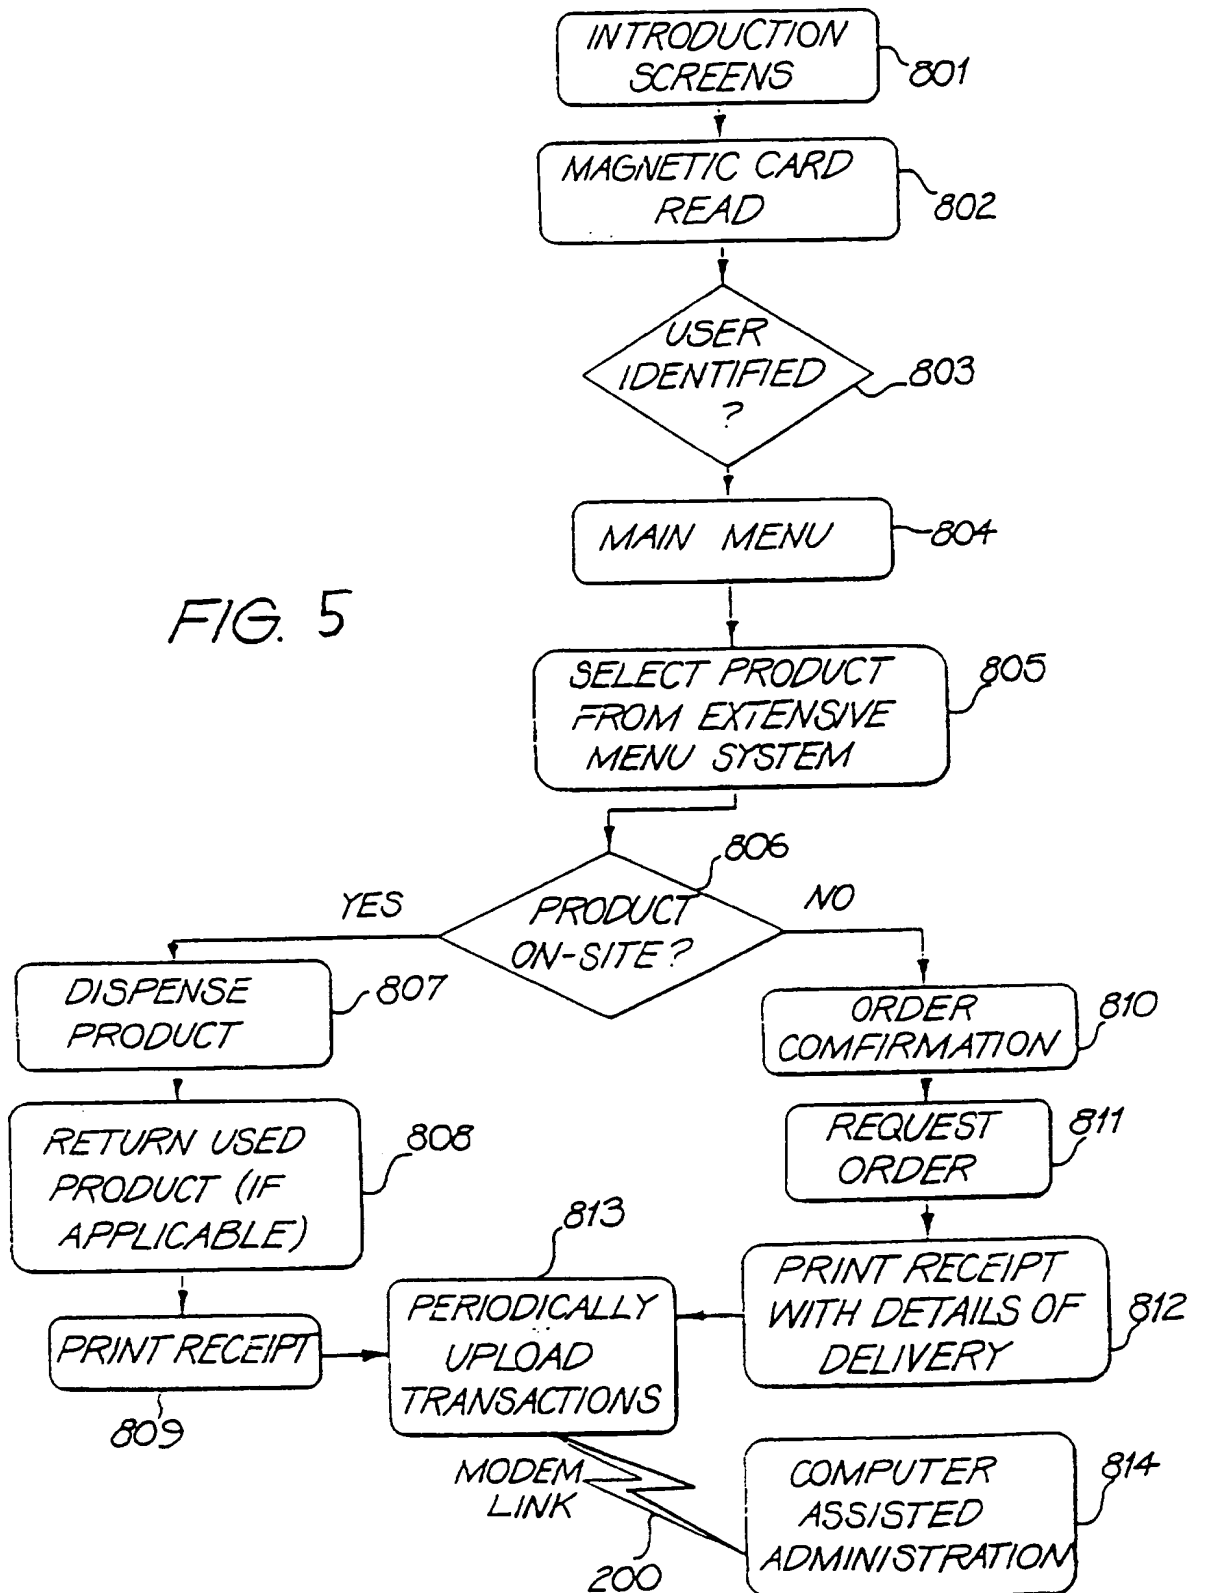 INTRODUCTION
SCREENS
801
MAGNETIC CARD
READ
802
USER
IDENTIFIED
?
803
MAIN MENU
804
FIG. 5
SELECT PRODUCT
FROM EXTENSIVE
MENU SYSTEM
805
806
YES
PRODUCT
ON-SITE?
NO
DISPENSE
PRODUCT
807
ORDER
COMFIRMATION
810
RETURN USED
PRODUCT (IF
APPLICABLE)
808
REQUEST
ORDER
811
813
PRINT RECEIPT
WITH DETAILS OF
DELIVERY
812
PERIODICALLY
UPLOAD
TRANSACTIONS
PRINT RECEIPT
809
MODEM
LINK
200
COMPUTER
ASSISTED
ADMINISTRATION
814